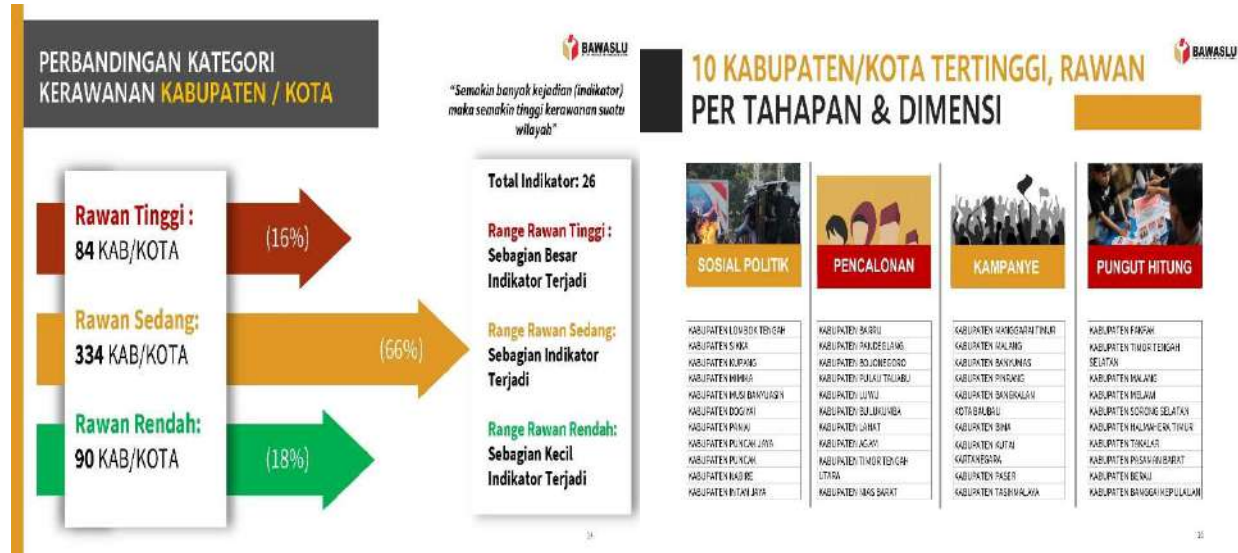 PERBANDINGAN KATEGORI
KERAWANAN KABUPATEN / KOTA
BAWASLU
"Semakin banyak kejadian (indikator)
maka semakin tinggi kerawanan suatu
wilayah"
Rawan Tinggi :
84 KAB/KOTA
(16%)
Rawan Sedang:
334 KAB/KOTA
(66%)
Rawan Rendah:
90 KAB/KOTA
(18%)
Total Indikator: 26
Range Rawan Tinggi :
Sebagian Besar
Indikator Terjadi
Range Rawan Sedang:
Sebagian Indikator
Terjadi
Range Rawan Rendah:
Sebagian Kecil
Indikator Terjadi
BAWASLU
10 KABUPATEN/KOTA TERTINGGI, RAWAN
PER TAHAPAN & DIMENSI
SOSIAL POLITIK
KABUPATEN LOMBOK TENGAH
KABUPATEN SIKKA
KABUPATEN KUPANG
KABUPATEN MIMIKA
KABUPATEN MUSI BANYUASIN
KABUPATEN DOGIYAI
KABUPATEN PANIAI
KABUPATEN PUNCAK JAYA
KABUPATEN PUNCAK
KABUPATEN NABIRE
KABUPATEN INTAN JAYA
PENCALONAN
KABUPATEN BARRU
KABUPATEN PANDEGLANG
KABUPATEN BOJONEGORO
KABUPATEN PULAU TALIABU
KABUPATEN LUWU
KABUPATEN BULUKUMBA
KABUPATEN LAHAT
KABUPATEN AGAM
KABUPATEN TIMOR TENGAH
UTARA
KABUPATEN NIAS BARAT
KAMPANYE
KABUPATEN MANGGARAI TIMUR
KABUPATEN MALANG
KABUPATEN BANYUMAS
KABUPATEN PINRANG
KABUPATEN BANGKALAN
KOTA BAUBAU
KABUPATEN BIMA
KABUPATEN KUTAI
KARTANEGARA
KABUPATEN PASER
KABUPATEN TASIKMALAYA
PUNGUT HITUNG
KABUPATEN FAKFAK
KABUPATEN TIMOR TENGAH
SELATAN
KABUPATEN MALANG
KABUPATEN MELAWI
KABUPATEN SORONG SELATAN
KABUPATEN HALMAHERA TIMUR
KABUPATEN TAKALAR
KABUPATEN PASAMAN BARAT
KABUPATEN BERAU
KABUPATEN BANGGAI KEPULAUAN